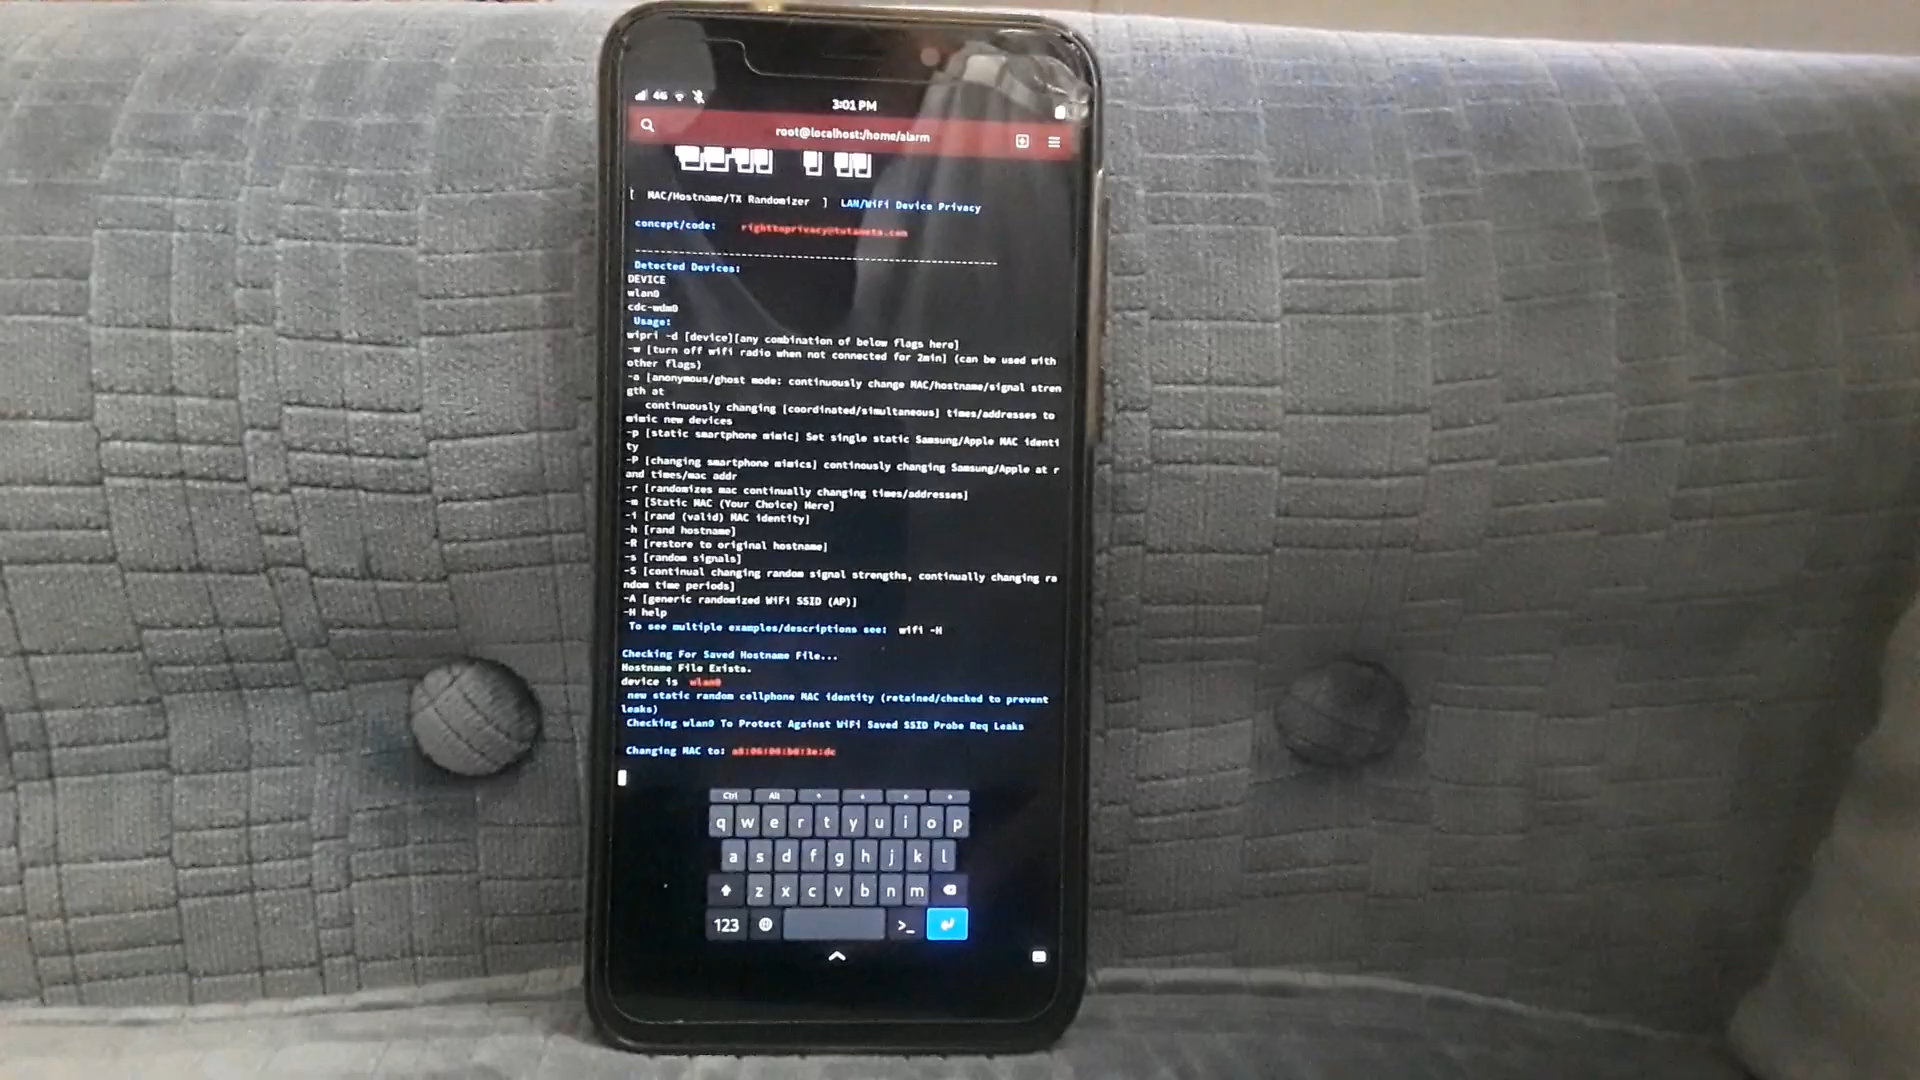 4G
3:01 PM
root@localhost:/home/alarm
[ MAC/Hostname/TX Randomizer ] LAN/WiFi Device Privacy
concept/code: righttoprivacy@tutanota.com
Detected Devices:
DEVICE
wlan0
cdc-wdm0
Usage:
wipri -d [device][any combination of below flags here]
-w [turn off wifi radio when not connected for 2min] (can be used with
other flags)
-a [anonymous/ghost mode: continuously change MAC/hostname/signal stren
gth at
continuously changing [coordinated/simultaneous] times/addresses to
mimic new devices
-p [static smartphone mimic] Set single static Samsung/Apple MAC identi
ty
-P [changing smartphone mimics] continously changing Samsung/Apple at r
and times/mac addr
-r [randomizes mac continually changing times/addresses]
-m [Static MAC (Your Choice) Here]
-i [rand (valid) MAC identity]
-h [rand hostname]
-R [restore to original hostname]
-s [random signals]
-S [continual changing random signal strengths, continually changing ra
ndom time periods]
-A [generic randomized WiFi SSID (AP)]
-H help
To see multiple examples/descriptions see: wifi -H
Checking For Saved Hostname File...
Hostname File Exists.
device is wlan0
new static random cellphone MAC identity (retained/checked to prevent
leaks)
Checking wlan0 To Protect Against WiFi Saved SSID Probe Req Leaks
Changing MAC to:
Ctrl Alt
q w e r t y u i o p
a s d f g h j k l
z x c v b n m
123 >_